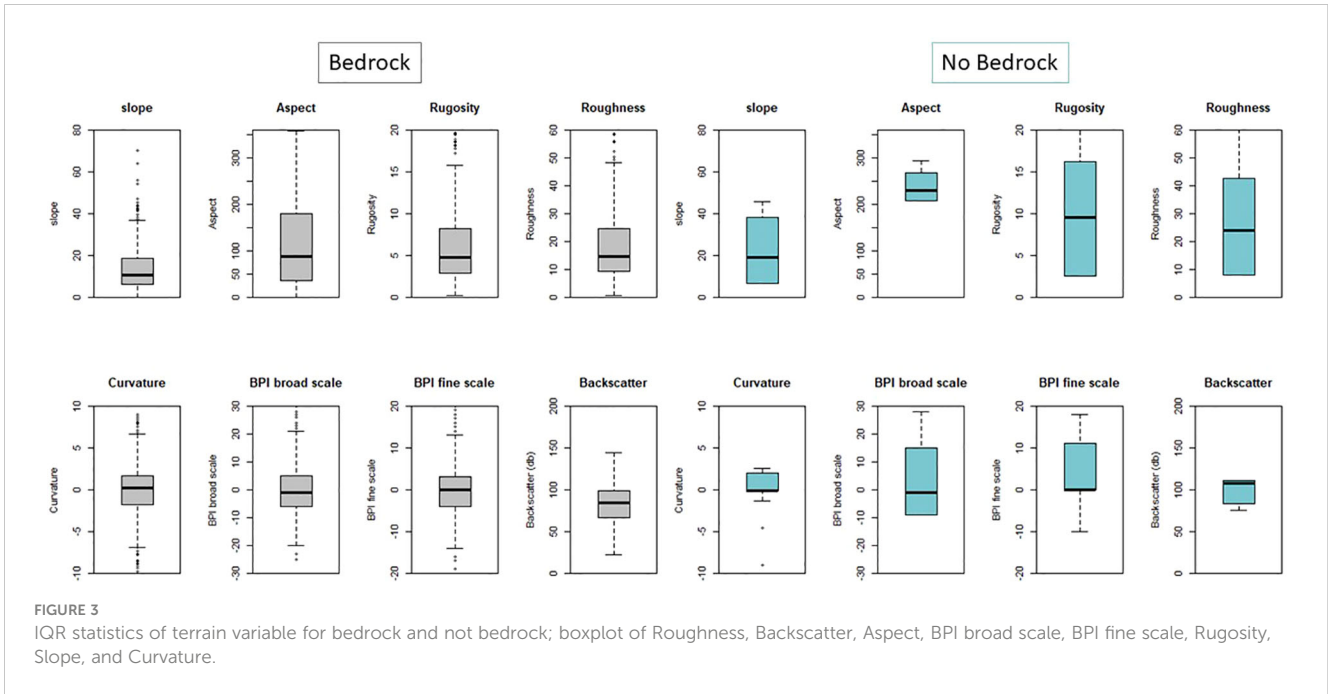 Bedrock
No Bedrock
slope
Aspect
Rugosity
Roughness
slope
Aspect
Rugosity
Roughness
slope
0
20
40
60
80
Aspect
0
50
100
200
300
Rugosity
0
5
10
15
20
Roughness
0
10
20
30
40
50
60
slope
0
20
40
60
80
Aspect
0
50
100
200
300
Rugosity
0
5
10
15
20
Roughness
0
10
20
30
40
50
60
Curvature
BPI broad scale
BPI fine scale
Backscatter
Curvature
BPI broad scale
BPI fine scale
Backscatter
Curvature
-10
-5
0
5
10
BPI broad scale
-30
-20
-10
0
10
20
30
BPI fine scale
-20
-10
0
10
20
Backscatter (db)
0
50
100
150
200
Curvature
-10
-5
0
5
10
BPI broad scale
-30
-20
-10
0
10
20
30
BPI fine scale
-20
-10
0
10
20
Backscatter (db)
0
50
100
150
200
FIGURE 3
IQR statistics of terrain variable for bedrock and not bedrock; boxplot of Roughness, Backscatter, Aspect, BPI broad scale, BPI fine scale, Rugosity,
Slope, and Curvature.